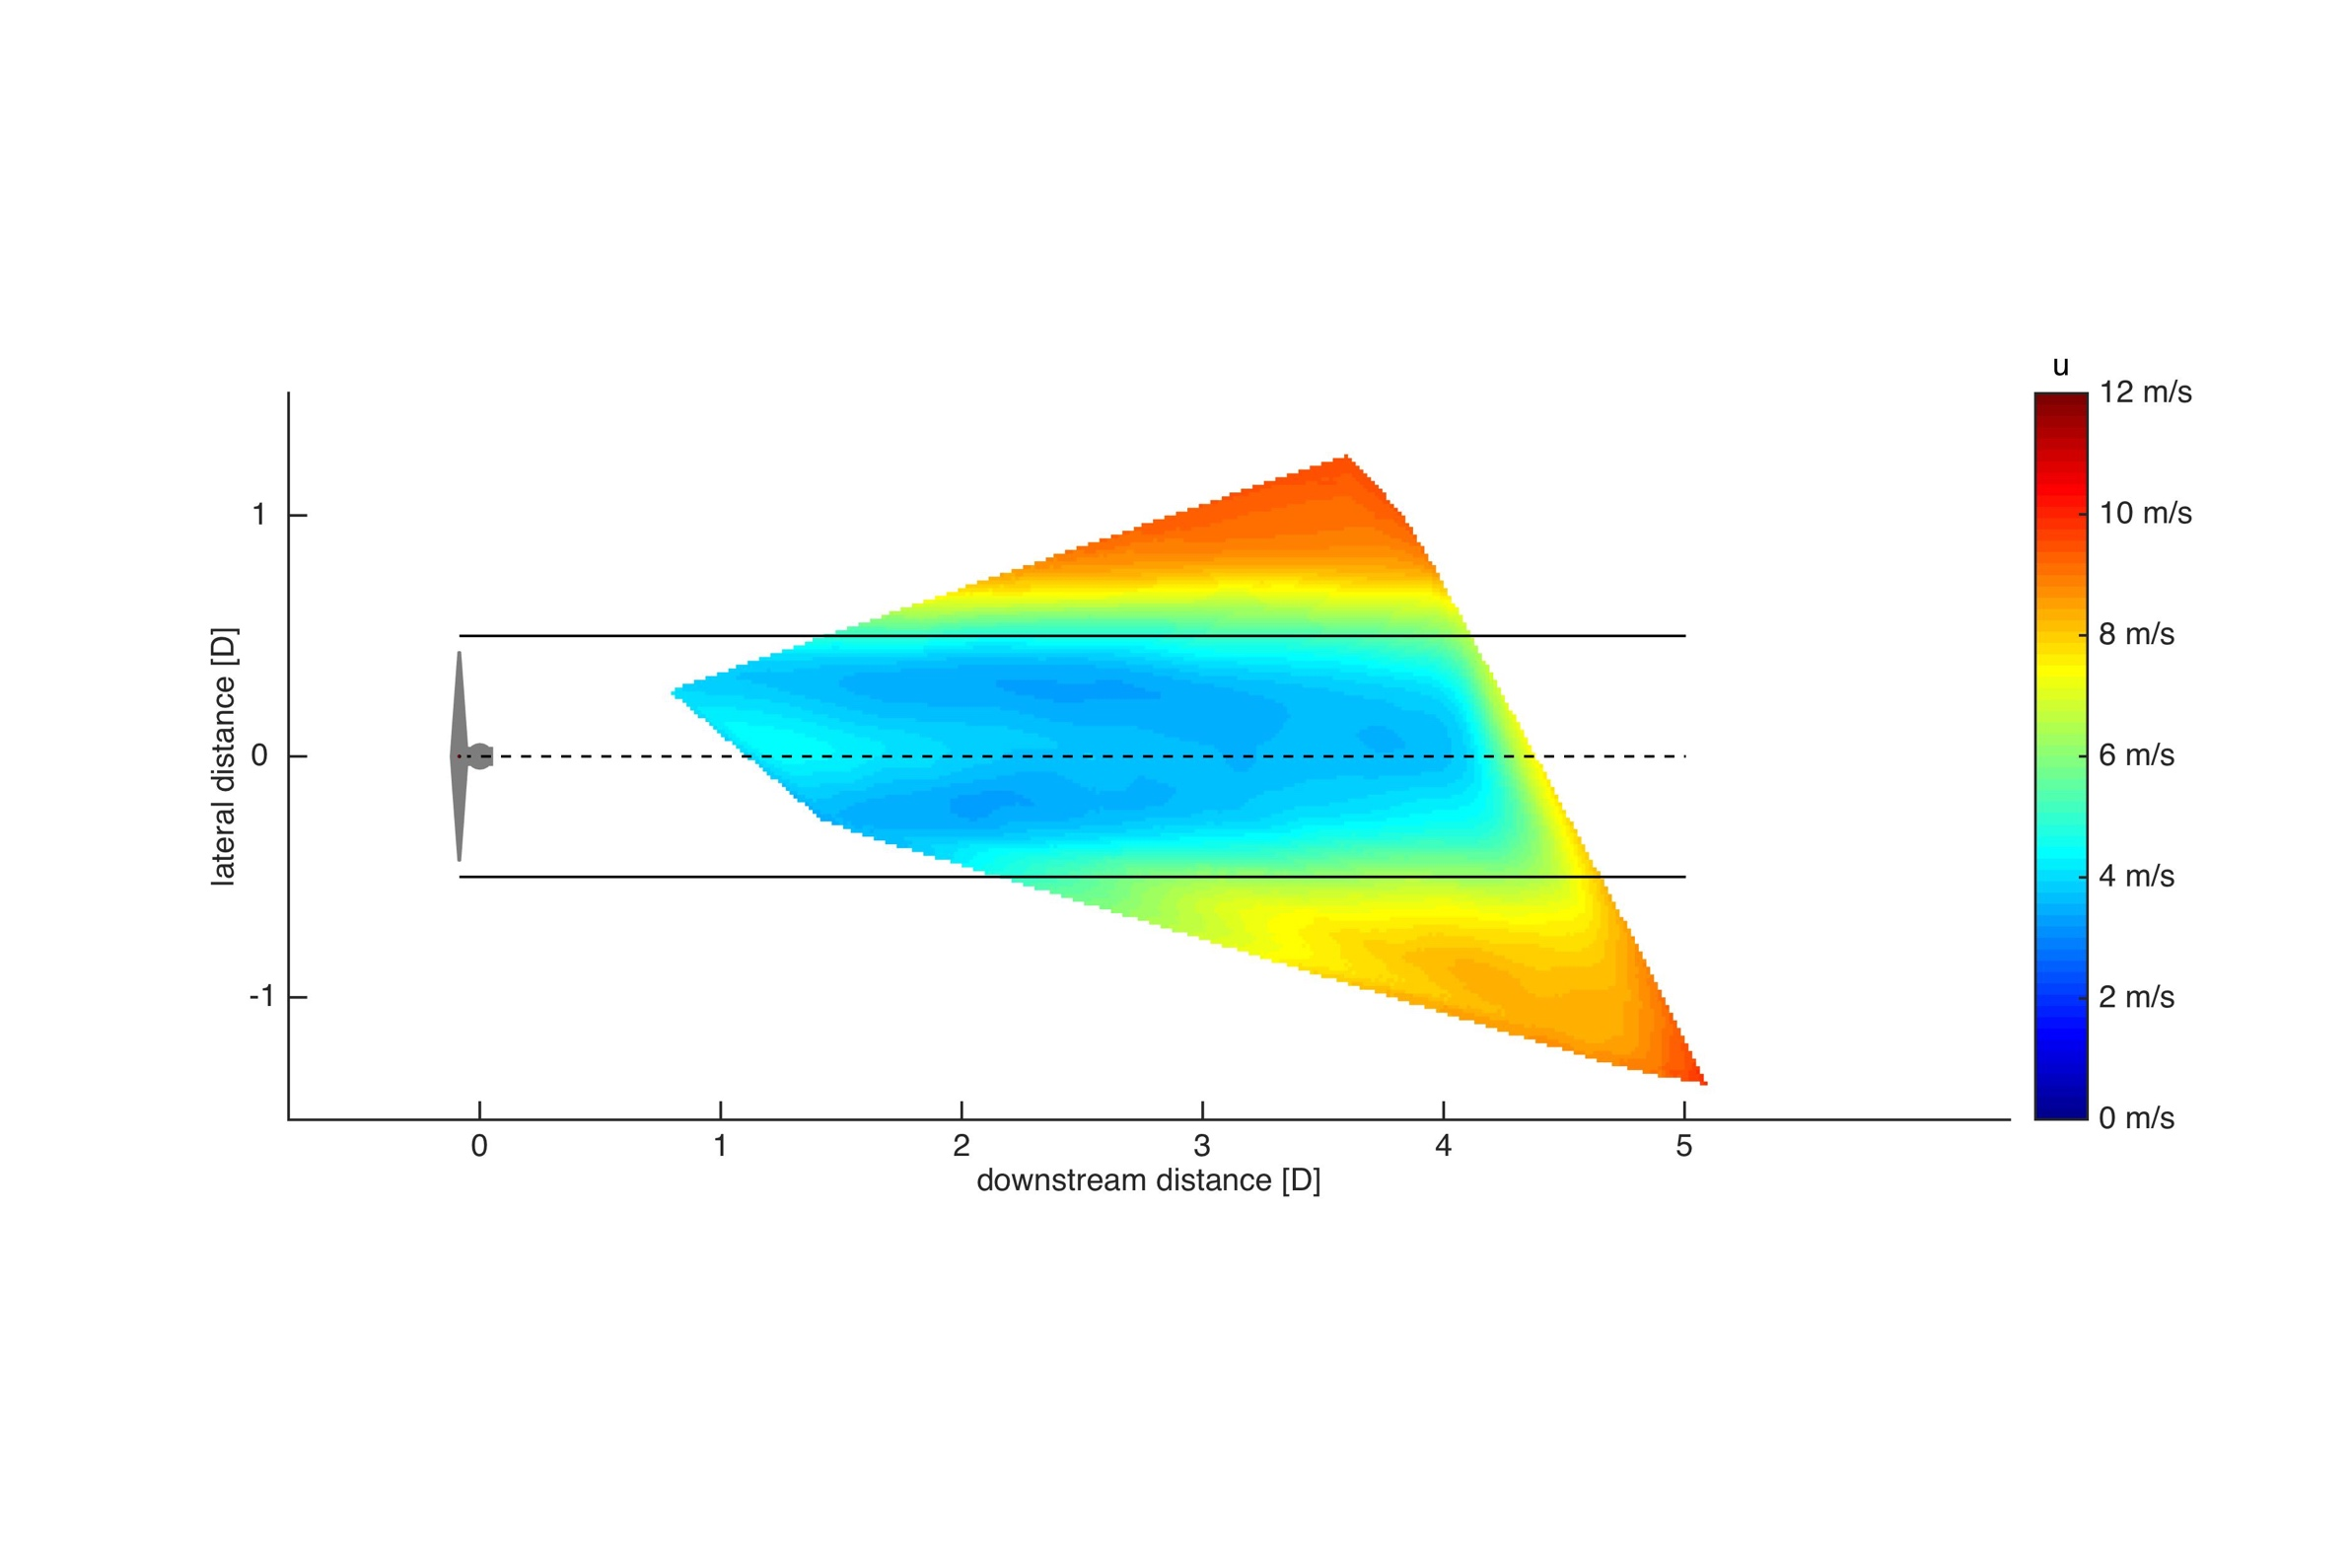 u
12 m/s
10 m/s
8 m/s
6 m/s
4 m/s
2 m/s
0 m/s
lateral distance [D]
1
0
-1
0 1 2 3 4 5
downstream distance [D]